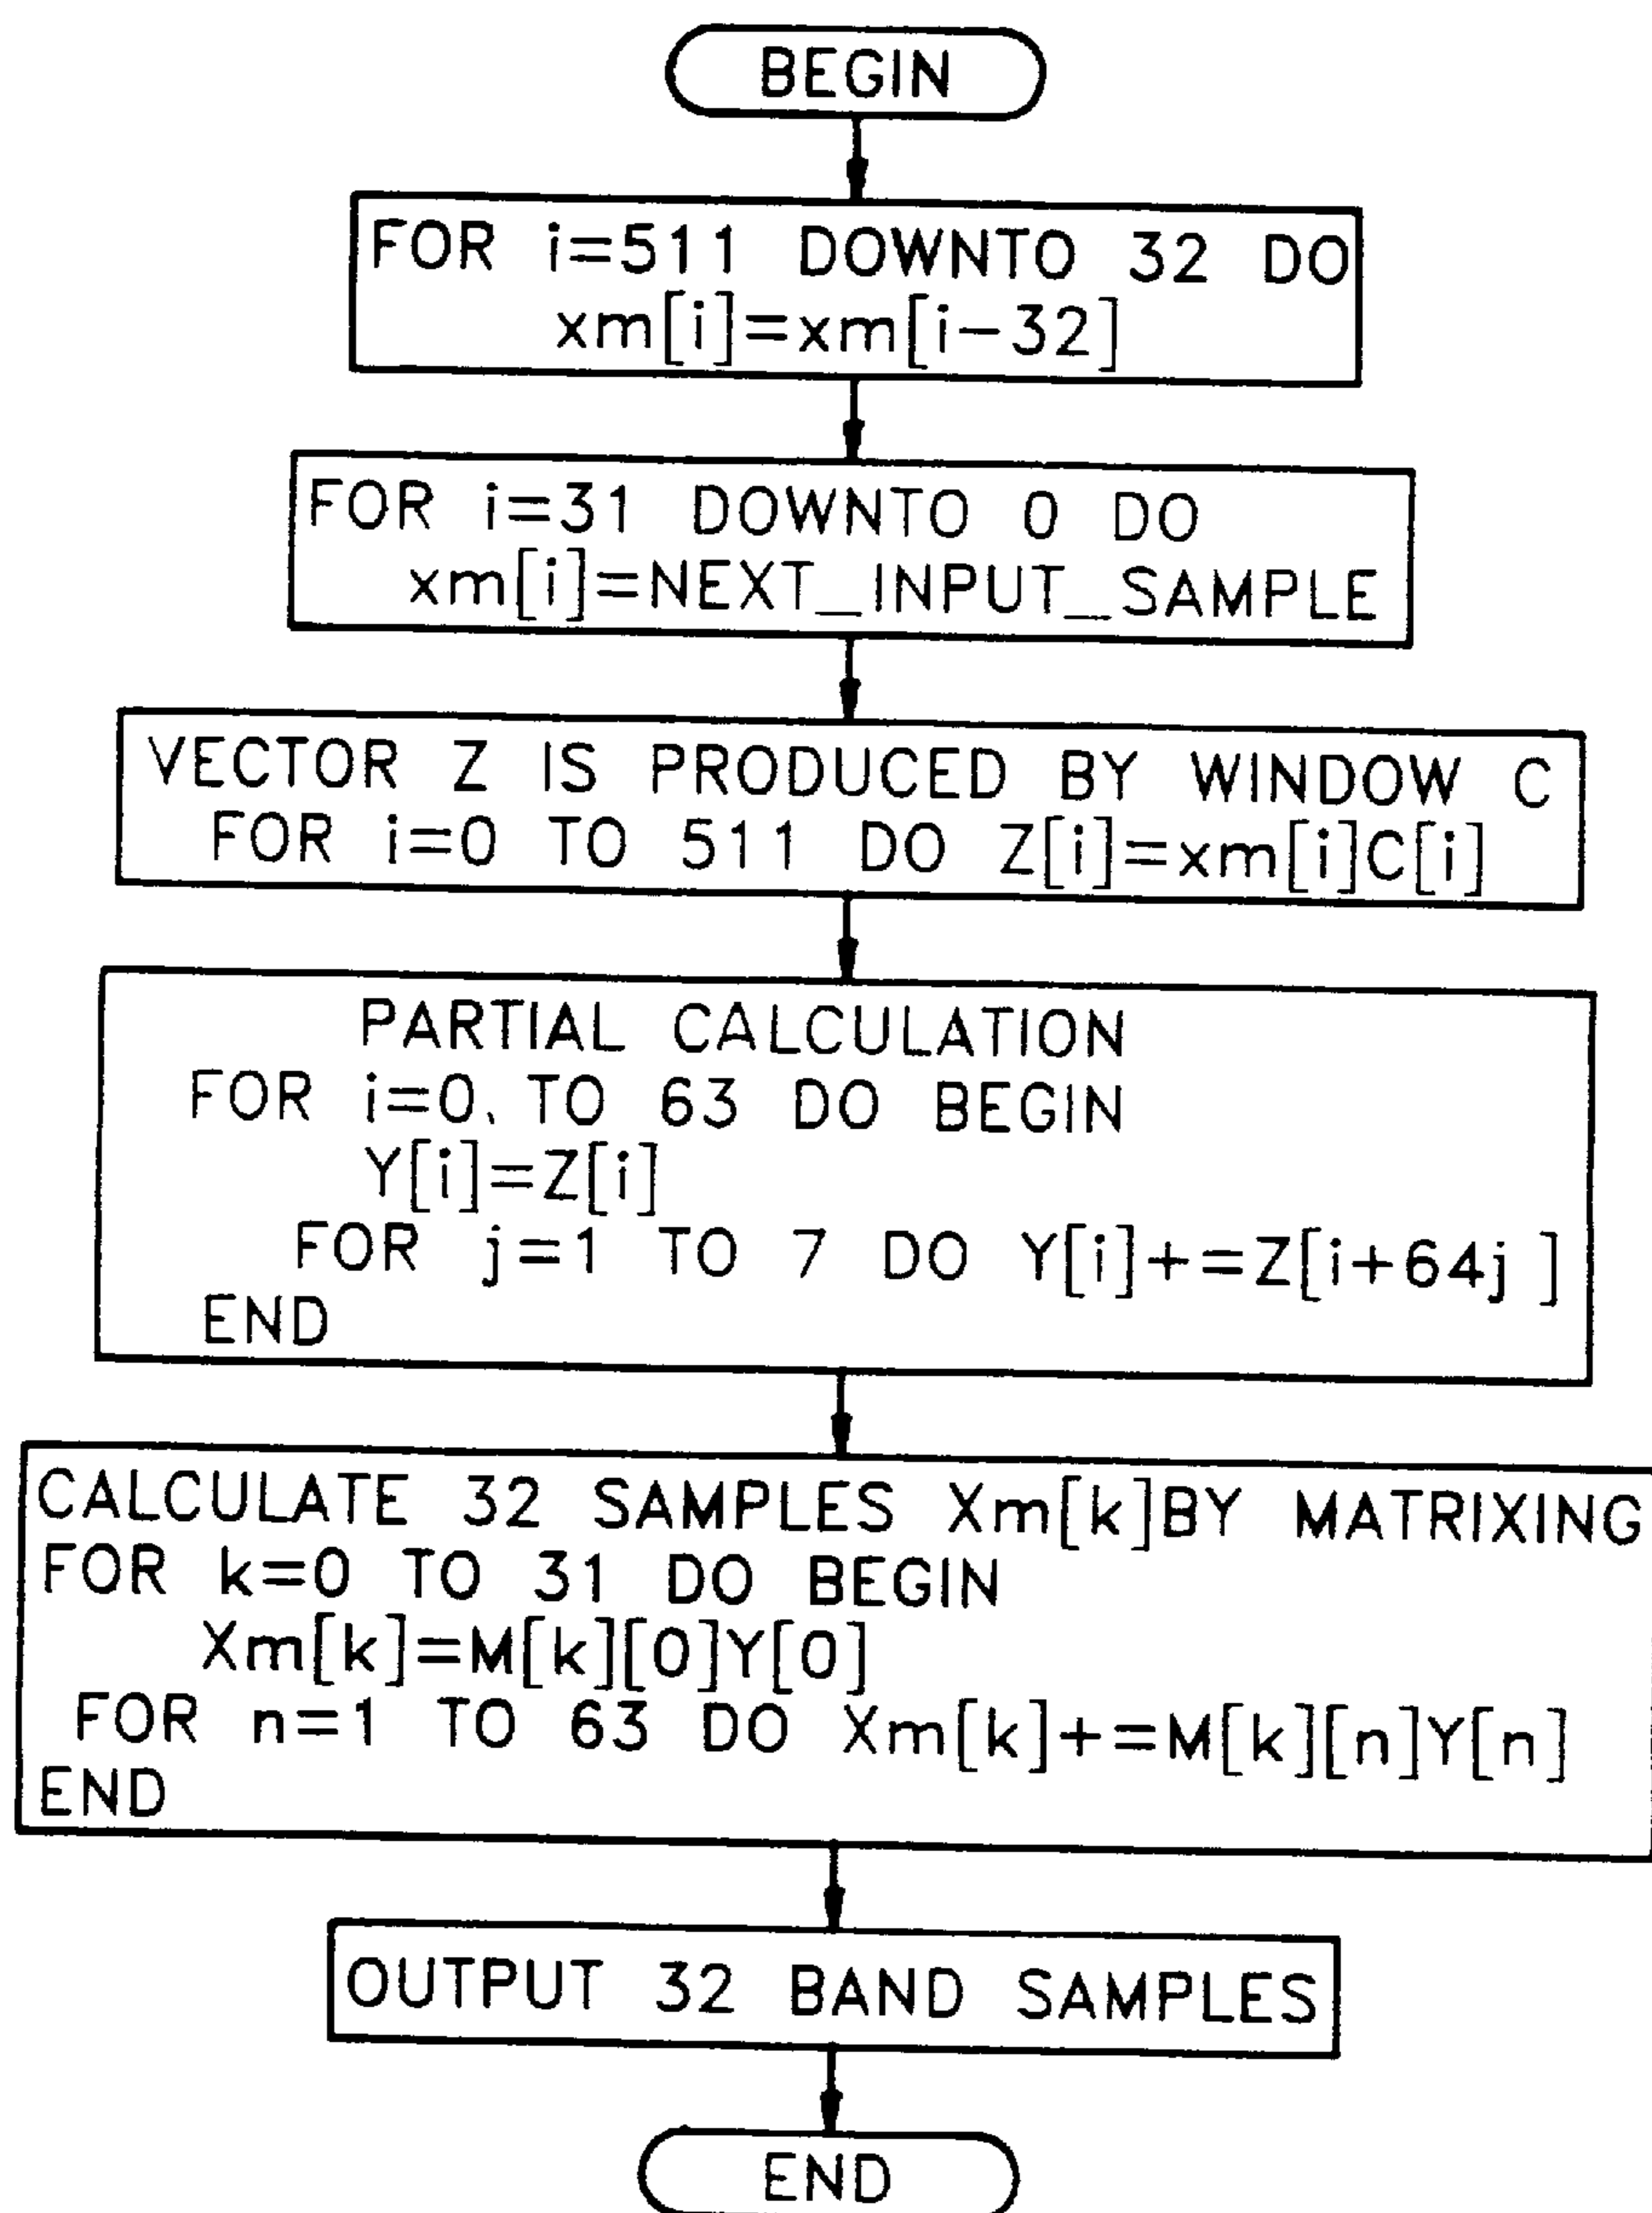 BEGIN
FOR i=511 DOWNTO 32 DO
xm[i]=xm[i-32]
FOR i=31 DOWNTO 0 DO
xm[i]=NEXT_INPUT_SAMPLE
VECTOR Z IS PRODUCED BY WINDOW C
FOR i=0 TO 511 DO Z[i]=xm[i]C[i]
PARTIAL CALCULATION
FOR i=0. TO 63 DO BEGIN
Y[i]=Z[i]
FOR j=1 TO 7 DO Y[i]+=Z[i+64j ]
END
CALCULATE 32 SAMPLES Xm[k]BY MATRIXING
FOR k=0 TO 31 DO BEGIN
Xm[k]=M[k][0]Y[0]
FOR n=1 TO 63 DO Xm[k]+=M[k][n]Y[n]
END
OUTPUT 32 BAND SAMPLES
END